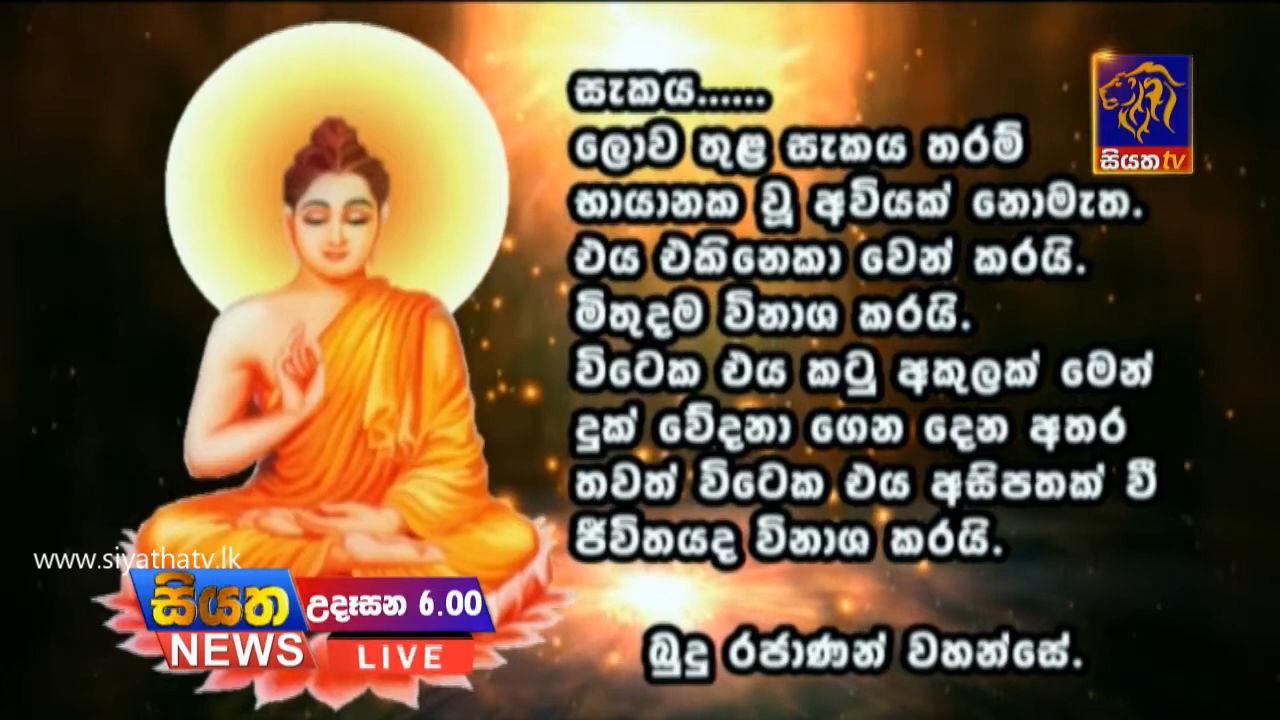 සැකය......
ලොව තුළ සැකය තරම්
භායානක වූ අවියක් නොමැත.
එය එකිනෙකා වෙන් කරයි.
මිතුදම විනාශ කරයි.
විටෙක එය කටු අකුලක් මෙන්
දුක් වේදනා ගෙන දෙන අතර
තවත් විටෙක එය අසිපතක් වී
ජීවිතයද විනාශ කරයි.
බුදු රජාණන් වහන්සේ.
සියත tv
www.siyathatv.lk
සියත
NEWS
උදෑසන 6.00
LIVE